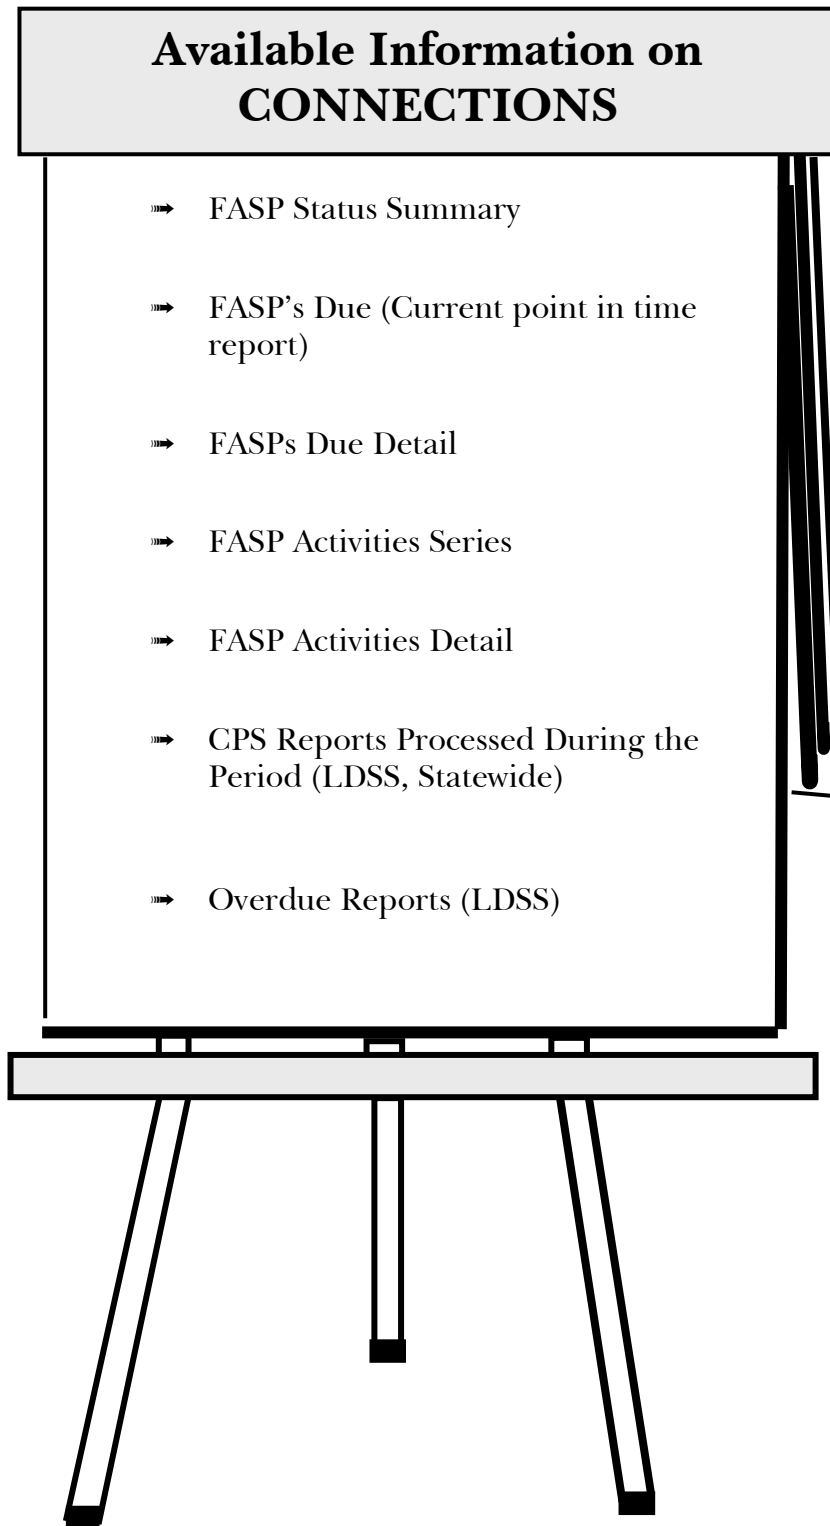 Available Information on
CONNECTIONS
➠ FASP Status Summary
➠ FASP’s Due (Current point in time
report)
➠ FASPs Due Detail
➠ FASP Activities Series
➠ FASP Activities Detail
➠ CPS Reports Processed During the
Period (LDSS, Statewide)
➠ Overdue Reports (LDSS)